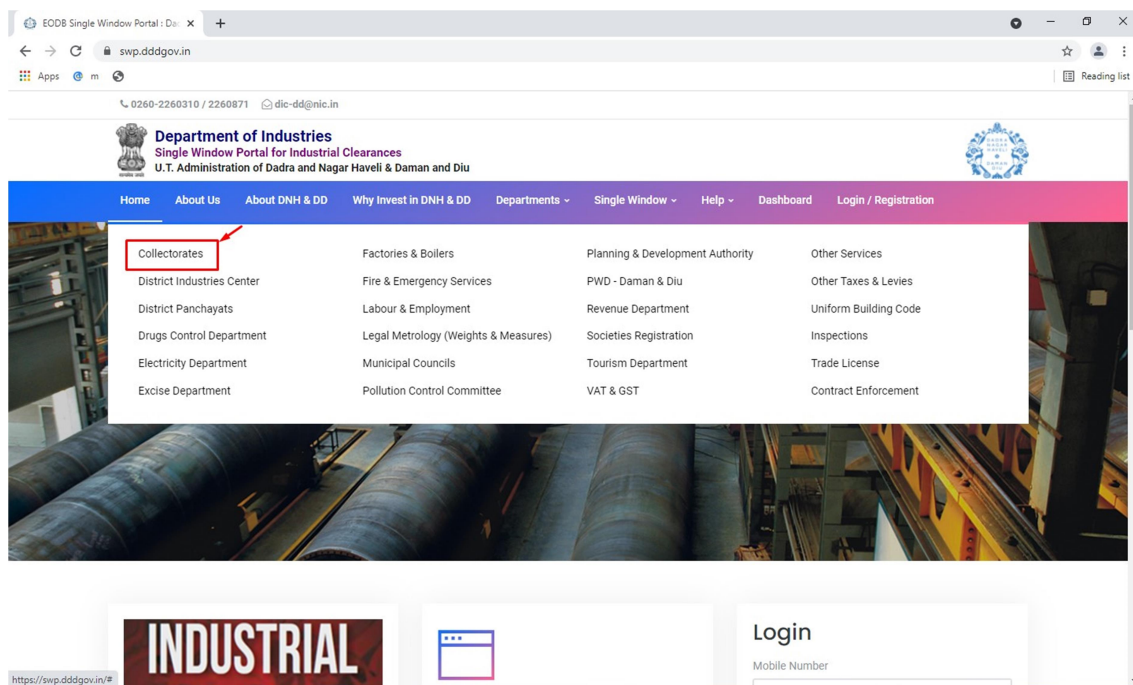 EODB Single Window Portal : Da
swp.dddgov.in
Apps m Reading list
0260-2260310 / 2260871 dic-dd@nic.in
Department of Industries
Single Window Portal for Industrial Clearances
U.T. Administration of Dadra and Nagar Haveli & Daman and Diu
Home About Us About DNH & DD Why Invest in DNH & DD Departments Single Window Help Dashboard Login / Registration
Collectorates Factories & Boilers Planning & Development Authority Other Services
District Industries Center Fire & Emergency Services PWD - Daman & Diu Other Taxes & Levies
District Panchayats Labour & Employment Revenue Department Uniform Building Code
Drugs Control Department Legal Metrology (Weights & Measures) Societies Registration Inspections
Electricity Department Municipal Councils Tourism Department Trade License
Excise Department Pollution Control Committee VAT & GST Contract Enforcement
INDUSTRIAL
Login
Mobile Number
https://swp.dddgov.in/#